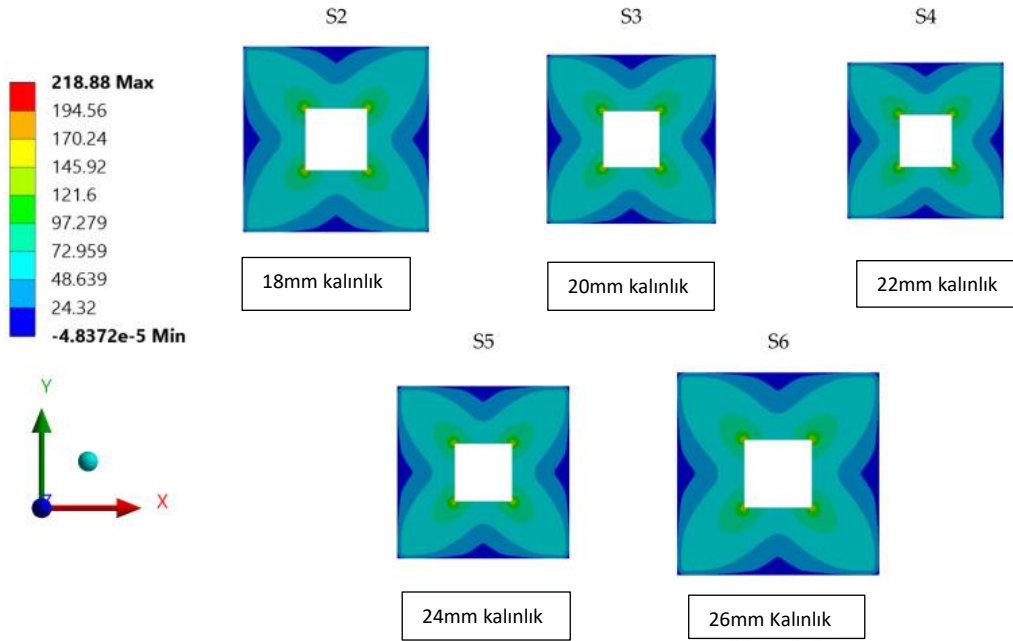 S2
S3
S4
218.88 Max
194.56
170.24
145.92
121.6
97.279
72.959
48.639
24.32
-4.8372e-5 Min
18mm kalınlık
20mm kalınlık
22mm kalınlık
S5
S6
Y
X
Z
24mm kalınlık
26mm Kalınlık